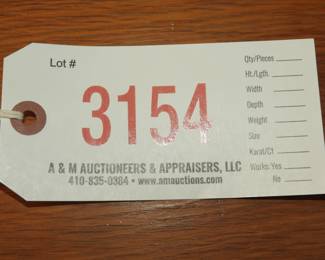 Lot #
3154
A & M AUCTIONEERS & APPRAISERS, LLC
410-835-0384 • www.amauctions.com
Qty/Pieces
Ht./Lgth.
Width
Depth
Weight
Size
Karat/Ct
Works: Yes
No